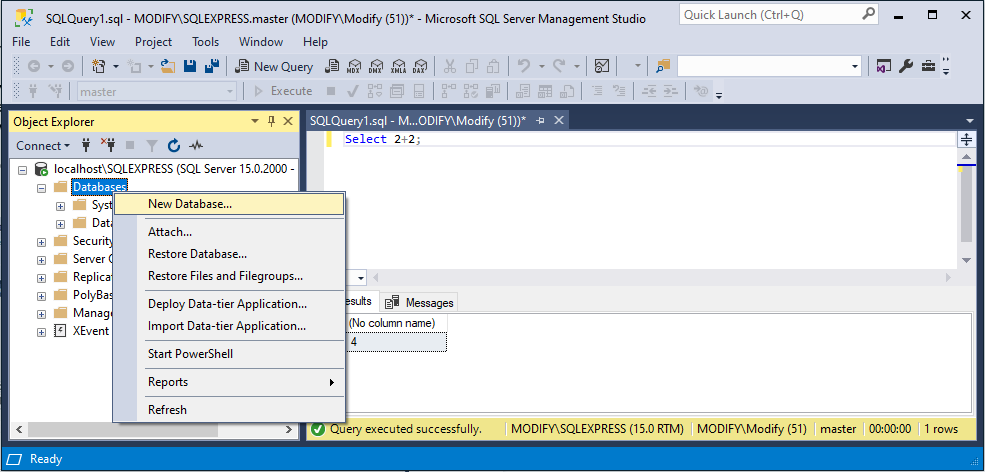 SQLQuery1.sql - MODIFY\SQLEXPRESS.master (MODIFY\Modify (51))* - Microsoft SQL Server Management Studio
Quick Launch (Ctrl+Q)
File Edit View Project Tools Window Help
New Query MDX DMX XMLA DAX
master Execute
Object Explorer
Connect
localhost\SQLEXPRESS (SQL Server 15.0.2000 -
Databases
Syst
Data
Security
Server O
Replicat
PolyBas
Manage
XEvent
New Database...
Attach...
Restore Database...
Restore Files and Filegroups...
Deploy Data-tier Application...
Import Data-tier Application...
Start PowerShell
Reports
Refresh
SQLQuery1.sql - M...ODIFY\Modify (51))*
Select 2+2;
esults Messages
(No column name)
4
Query executed successfully. MODIFY\SQLEXPRESS (15.0 RTM) MODIFY\Modify (51) master 00:00:00 1 rows
Ready